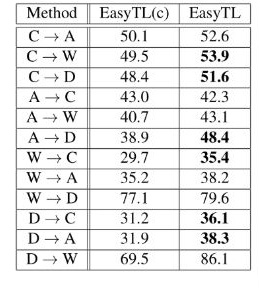 Method EasyTL(c) EasyTL
C → A 50.1 52.6
C → W 49.5 53.9
C → D 48.4 51.6
A → C 43.0 42.3
A → W 40.7 43.1
A → D 38.9 48.4
W → C 29.7 35.4
W → A 35.2 38.2
W → D 77.1 79.6
D → C 31.2 36.1
D → A 31.9 38.3
D → W 69.5 86.1